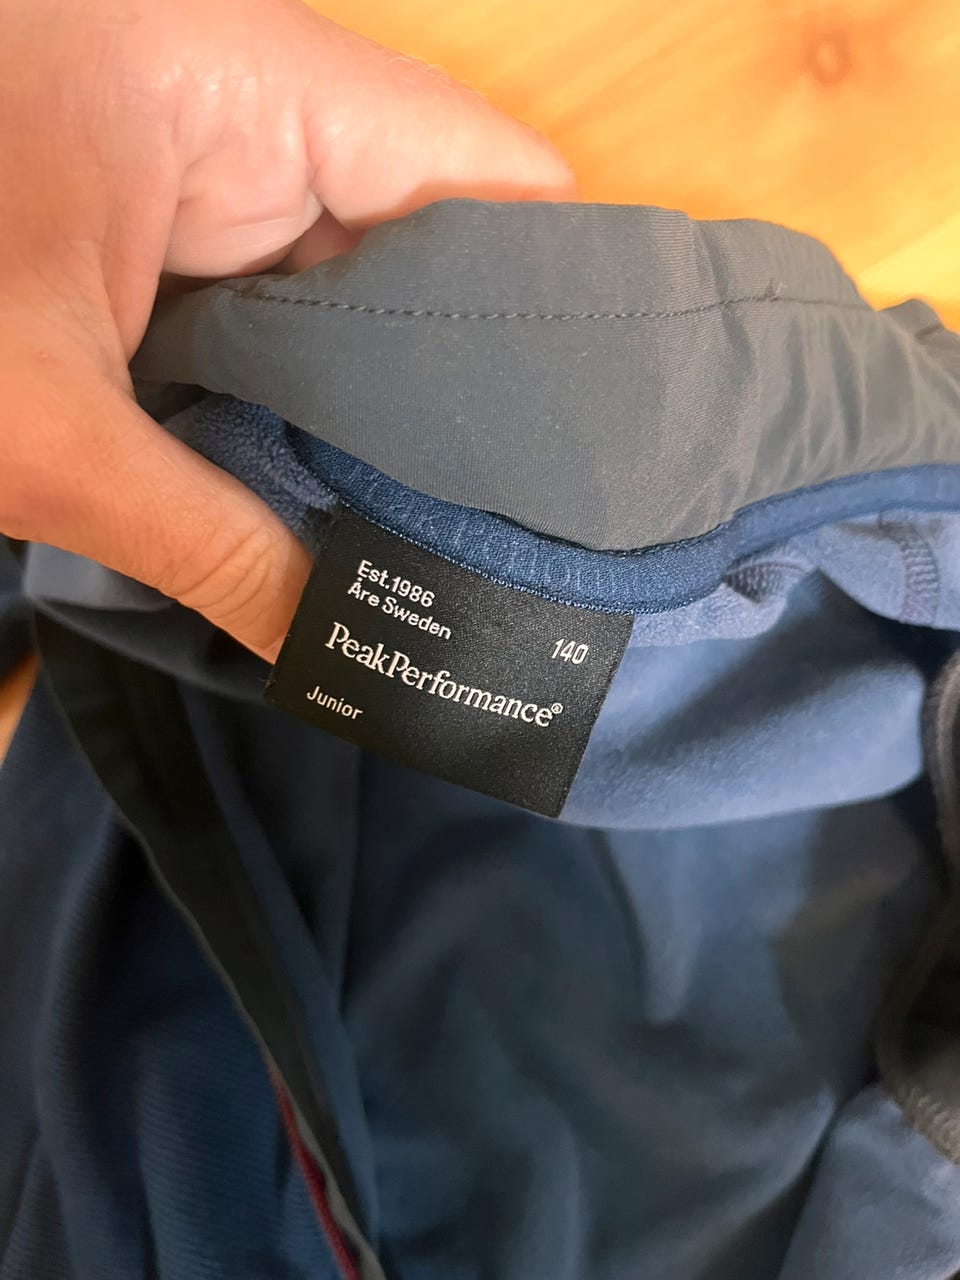 Est.1986
Åre Sweden
140
PeakPerformance®
Junior